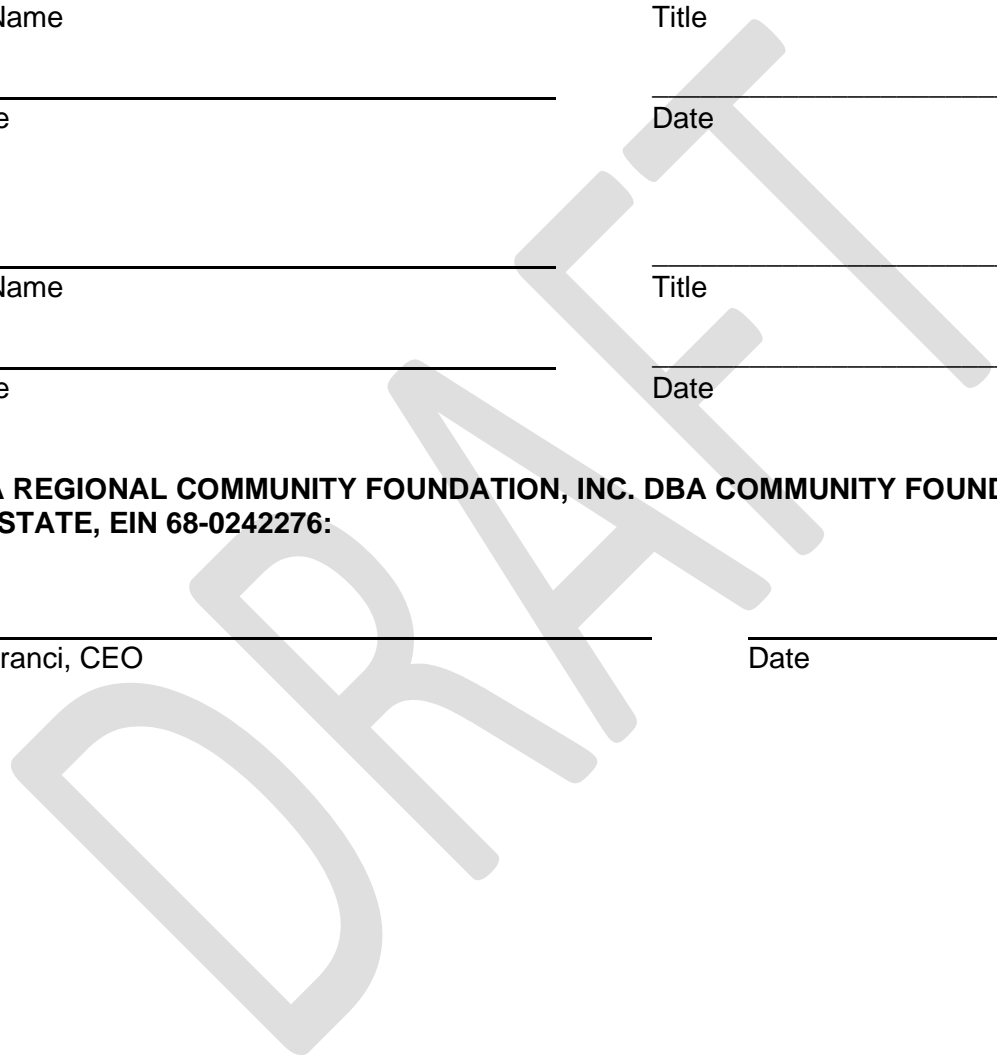 Name Title
e Date
Name Title
e Date
A REGIONAL COMMUNITY FOUNDATION, INC. DBA COMMUNITY FOUND
STATE, EIN 68-0242276:
ranci, CEO Date
DRAFT